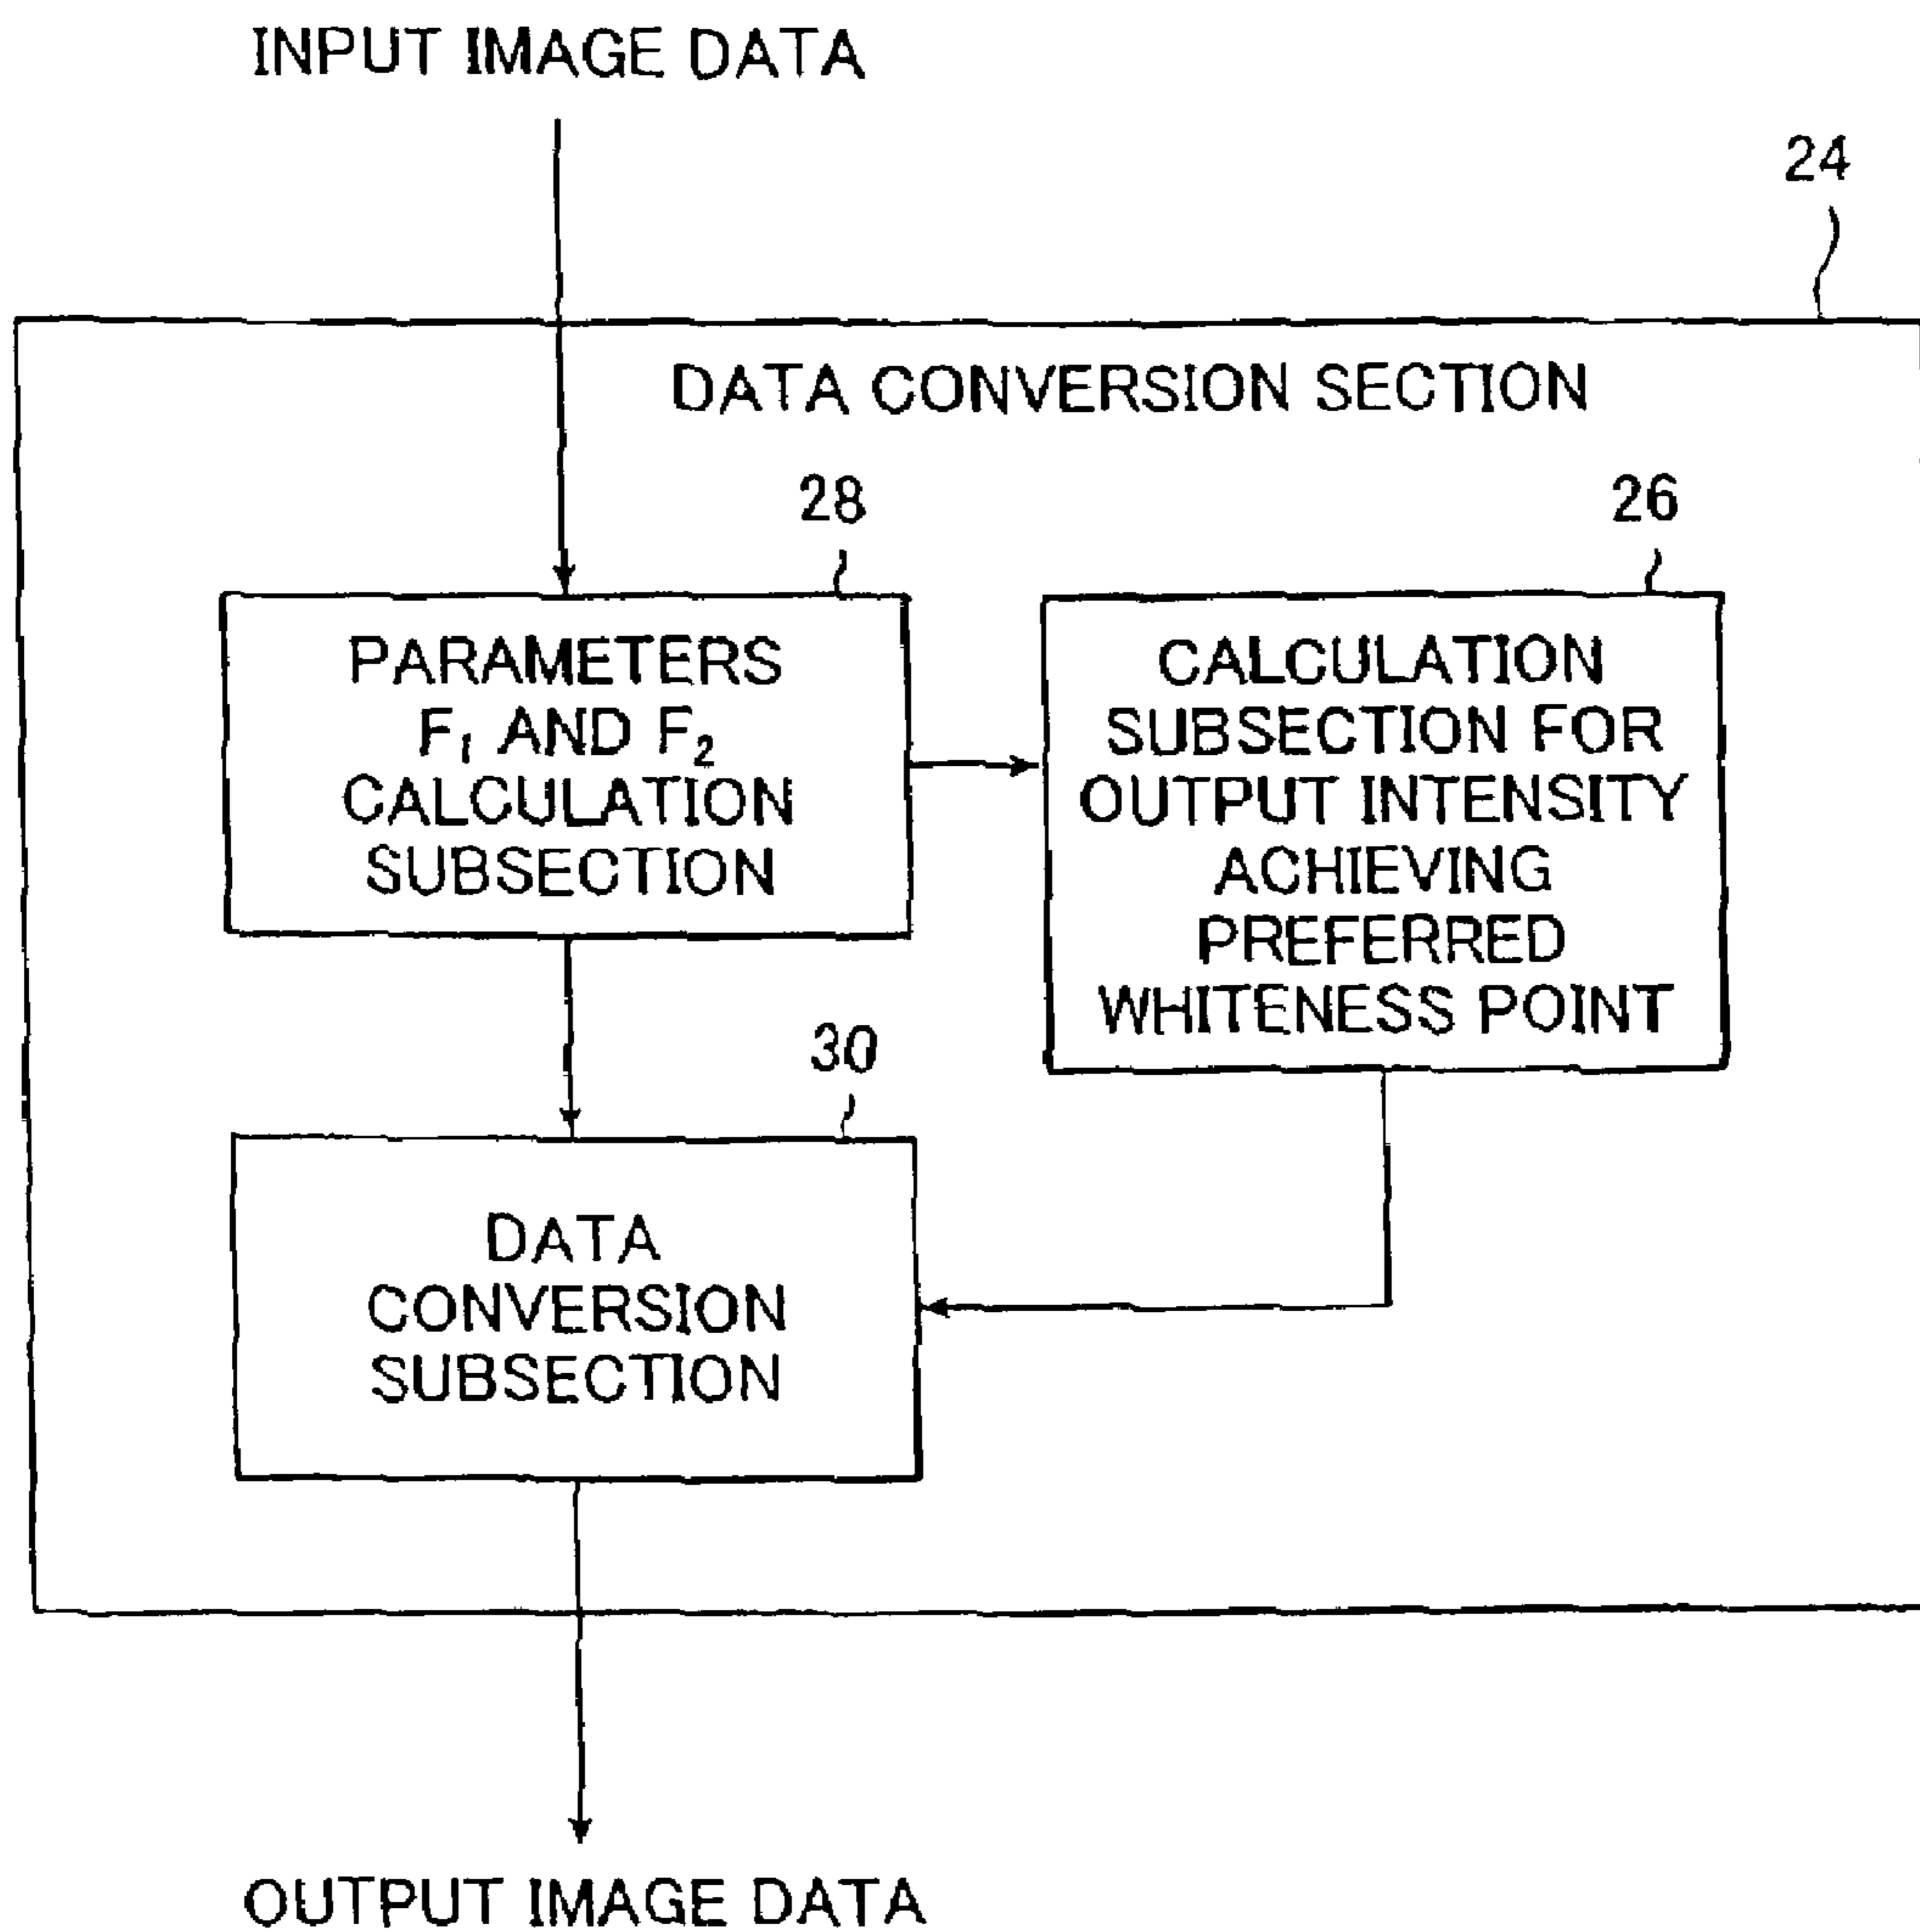 INPUT IMAGE DATA
24
DATA CONVERSION SECTION
28
26
PARAMETERS
F₁ AND F₂
CALCULATION
SUBSECTION
CALCULATION
SUBSECTION FOR
OUTPUT INTENSITY
ACHIEVING
PREFERRED
WHITENESS POINT
30
DATA
CONVERSION
SUBSECTION
OUTPUT IMAGE DATA